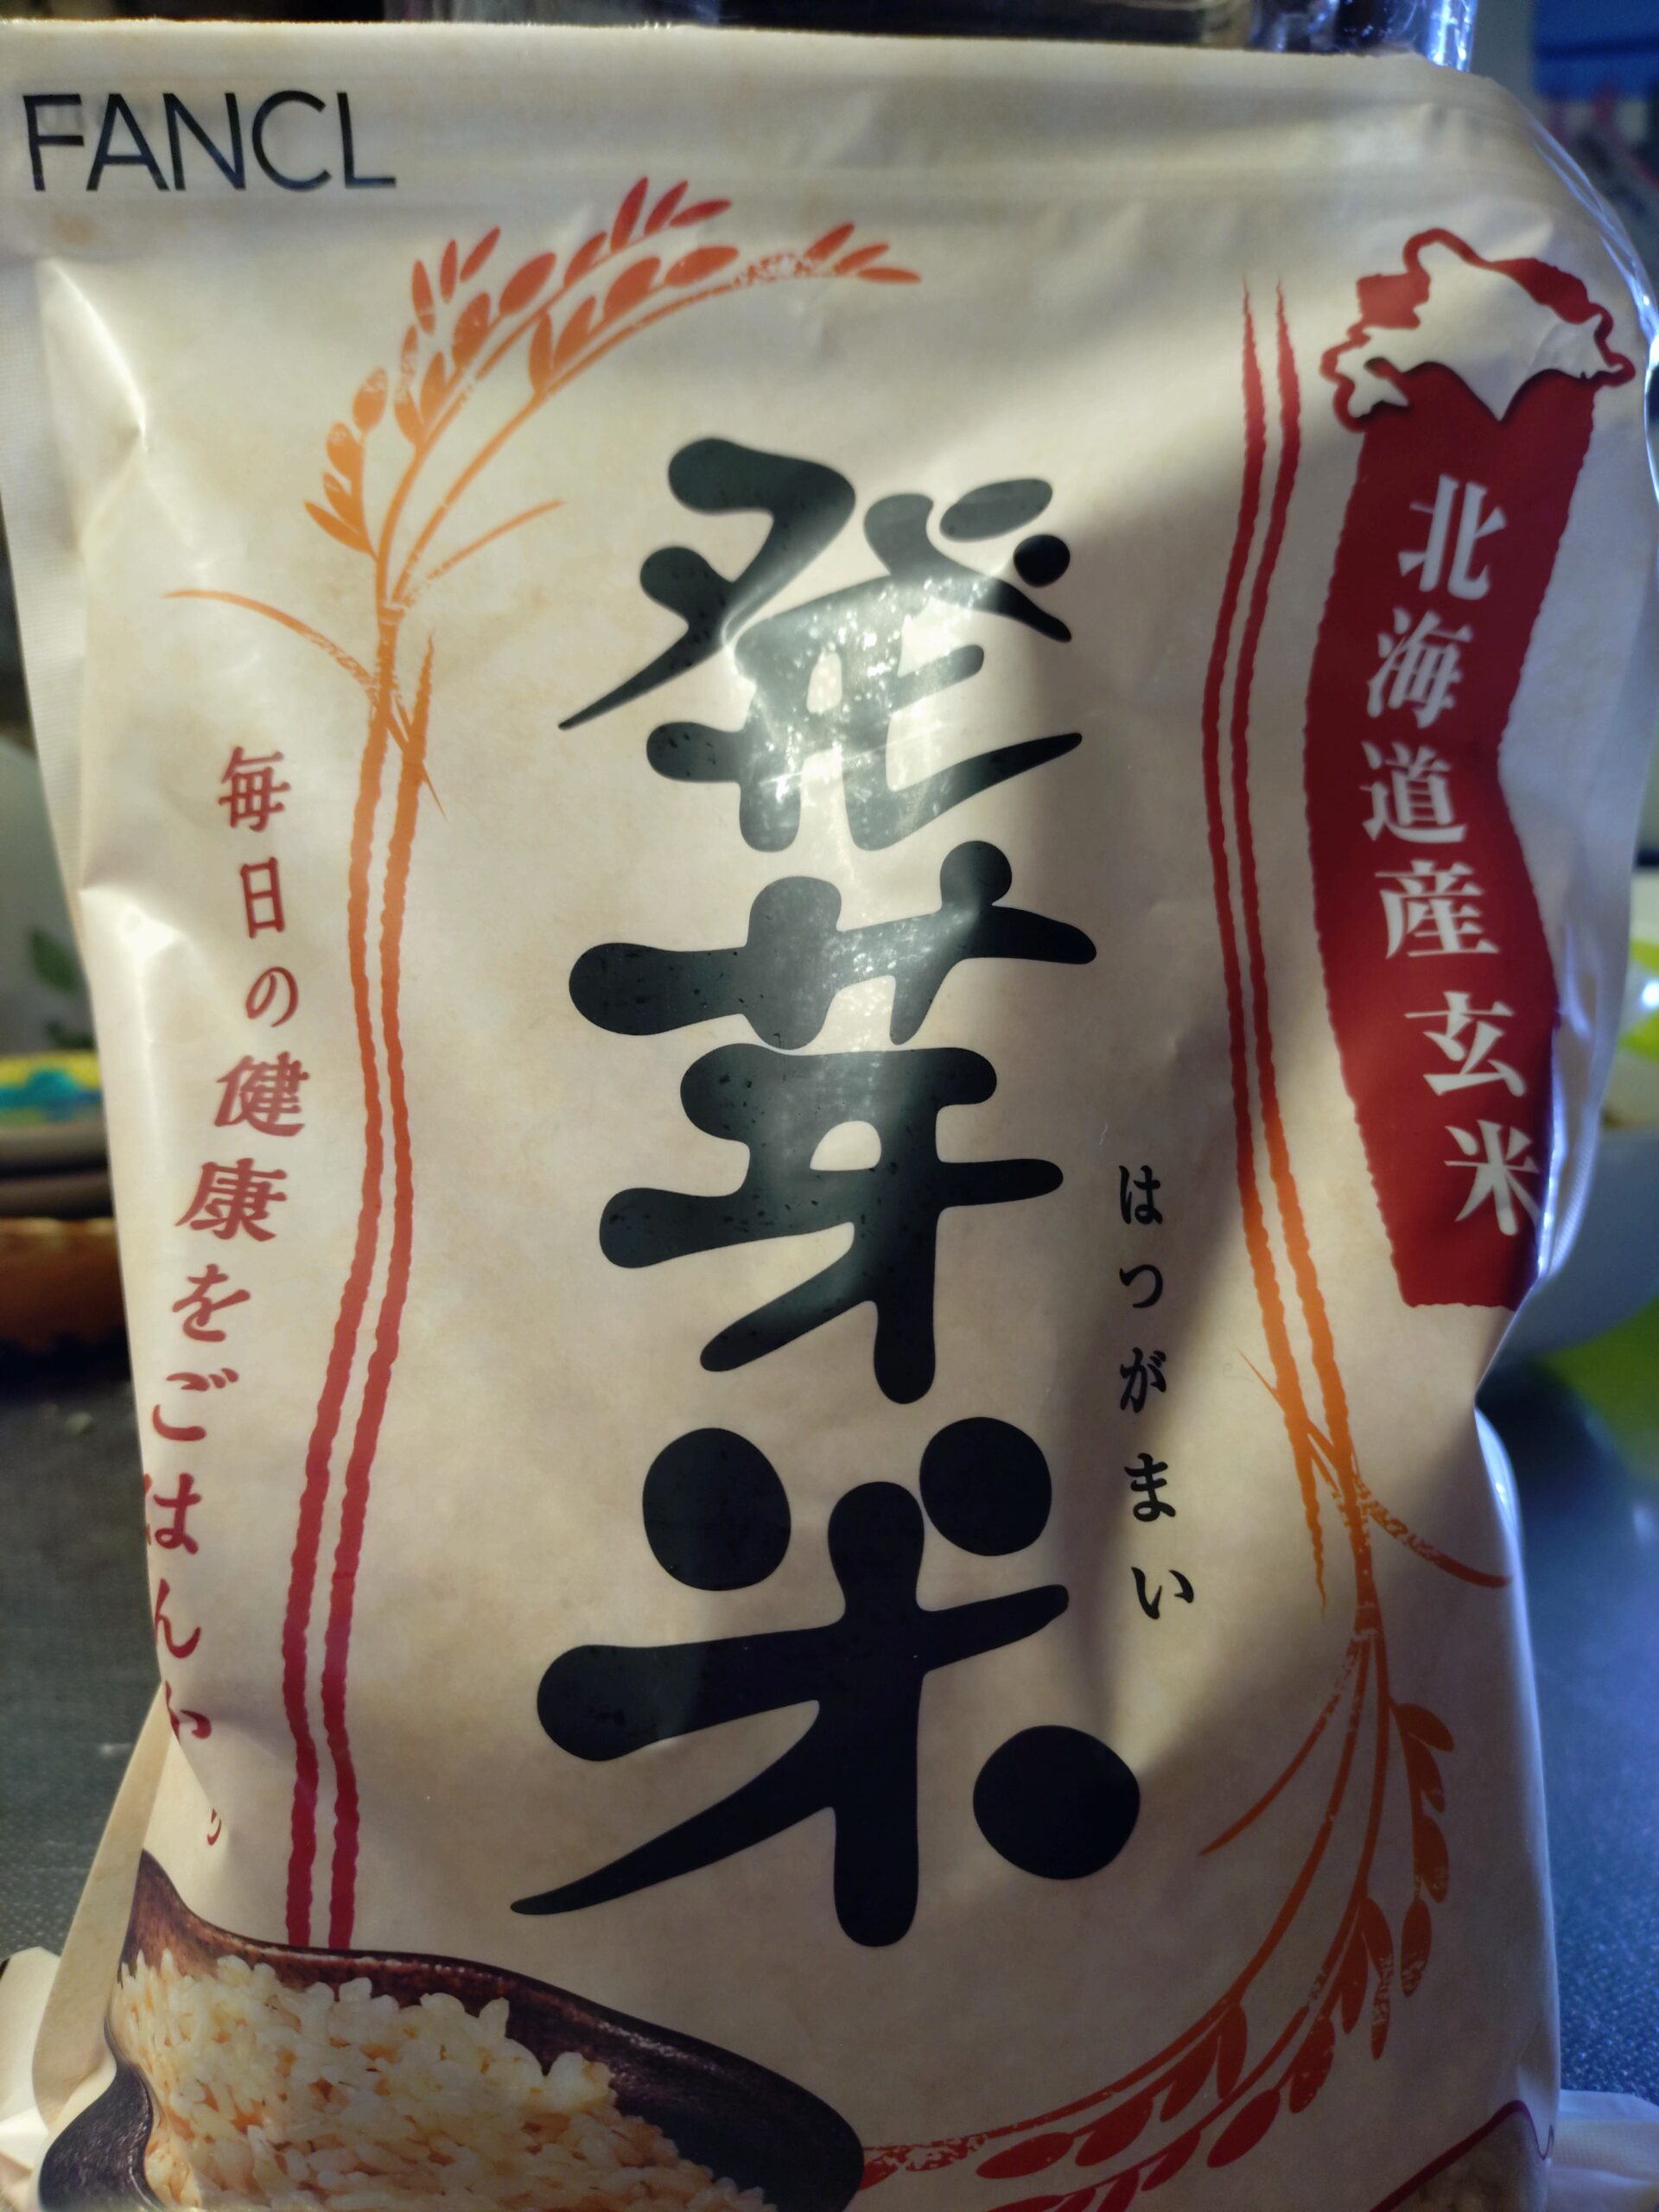 FANCL
北海道産 玄米
はつがまい
発芽米
毎日の健康をごはんか